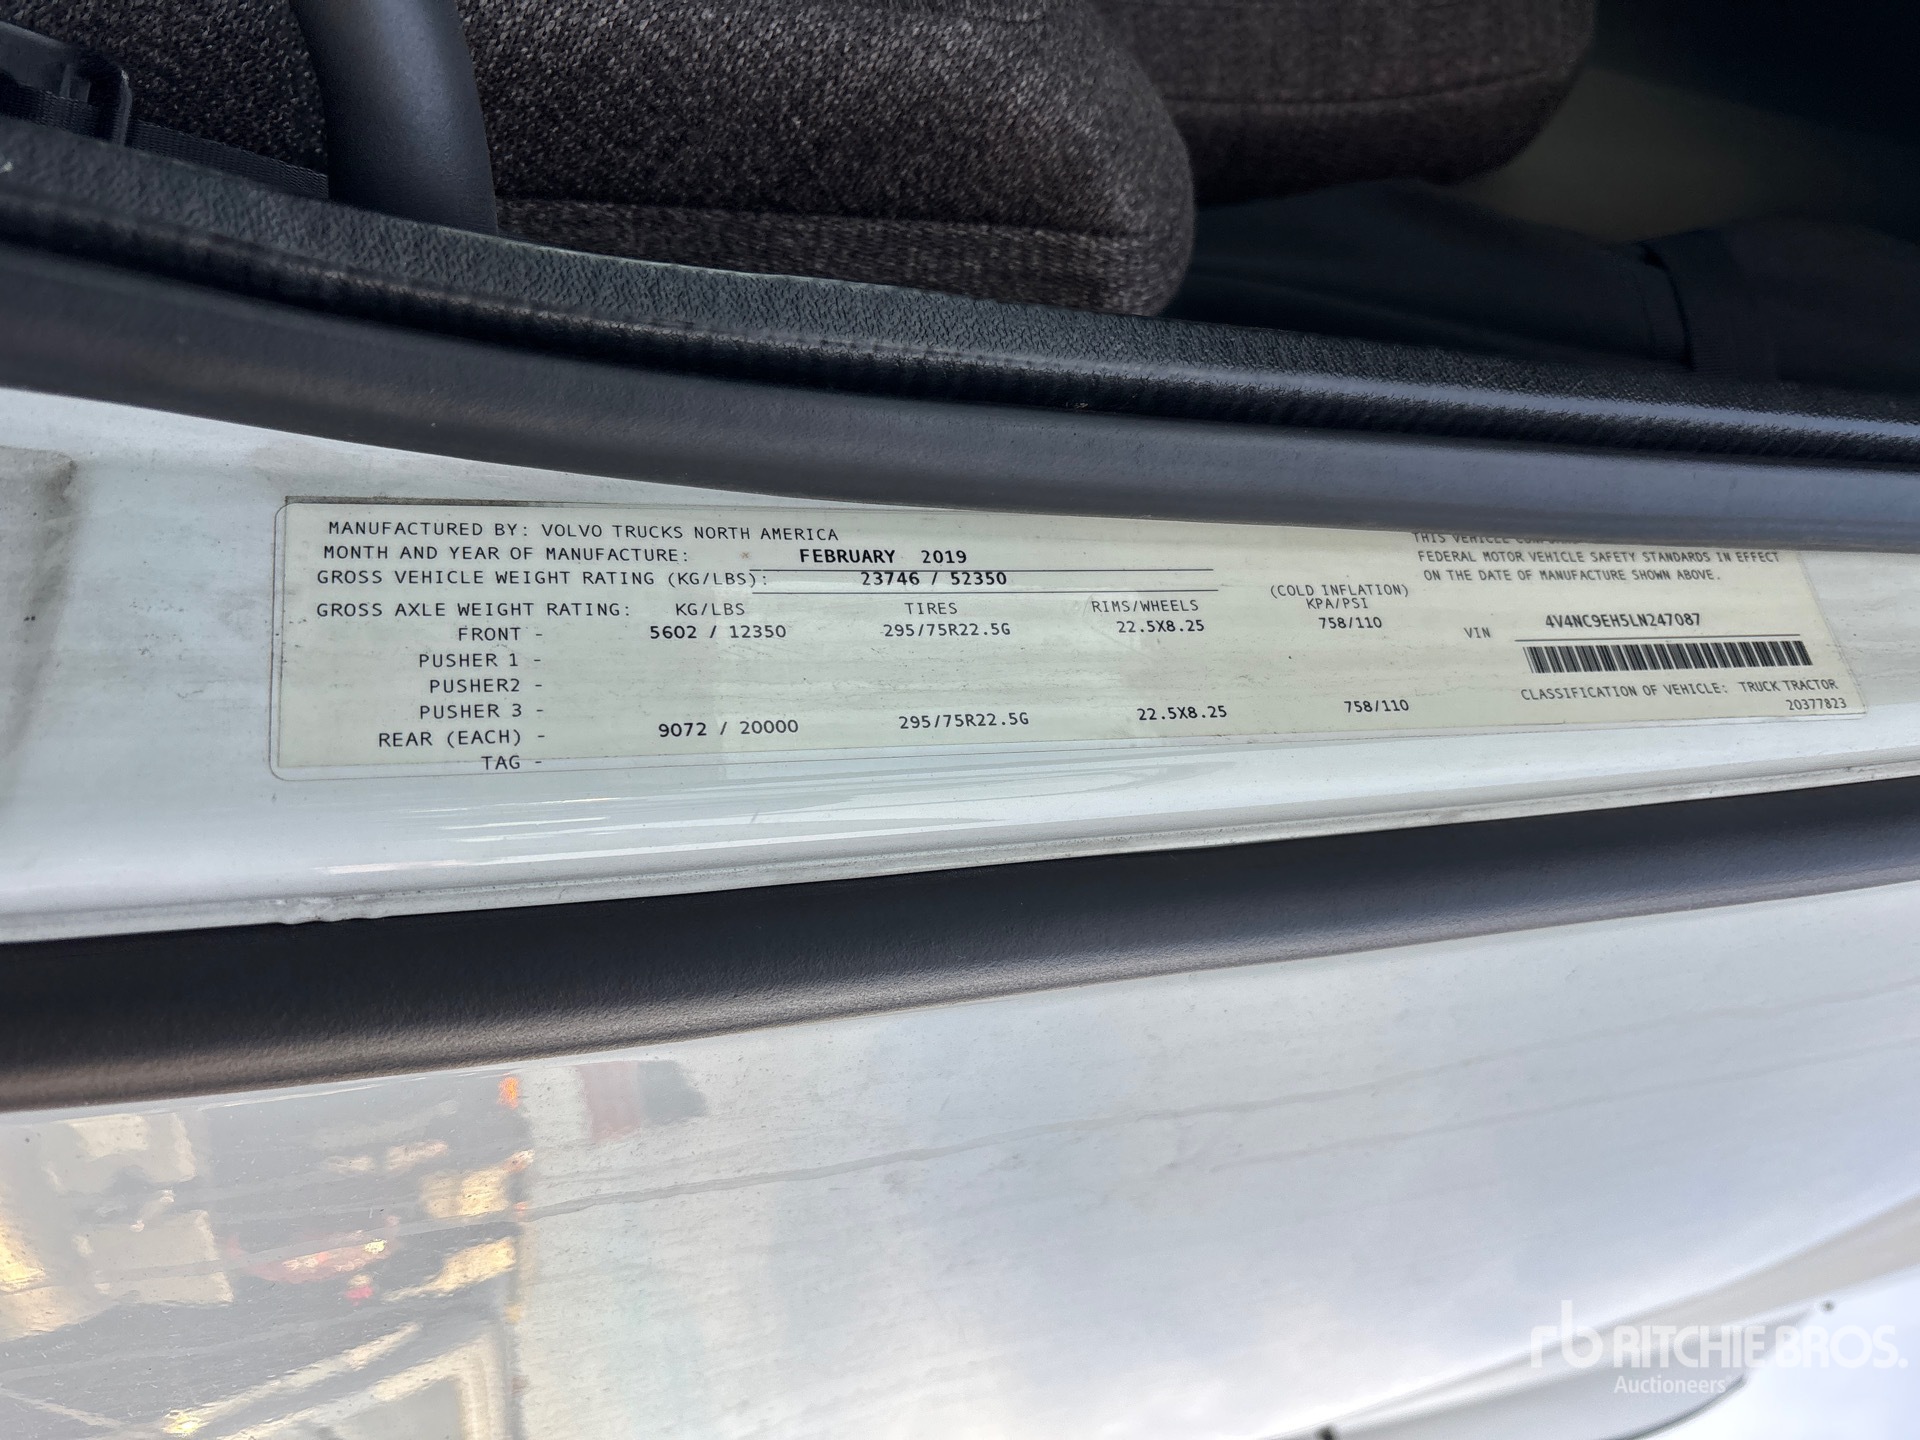 MANUFACTURED BY: VOLVO TRUCKS NORTH AMERICA
MONTH AND YEAR OF MANUFACTURE: FEBRUARY 2019
GROSS VEHICLE WEIGHT RATING (KG/LBS): 23746 / 52350
GROSS AXLE WEIGHT RATING: KG/LBS TIRES RIMS/WHEELS (COLD INFLATION) KPA/PSI
FRONT - 5602 / 12350 295/75R22.5G 22.5X8.25 758/110
PUSHER 1 -
PUSHER2 -
PUSHER 3 -
REAR (EACH) - 9072 / 20000 295/75R22.5G 22.5X8.25 758/110
TAG -
THIS VEHICLE
FEDERAL MOTOR VEHICLE SAFETY STANDARDS IN EFFECT
ON THE DATE OF MANUFACTURE SHOWN ABOVE.
VIN 4V4NC9EH5LN247087
CLASSIFICATION OF VEHICLE: TRUCK TRACTOR
20377823
rb RITCHIE BROS.
Auctioneers